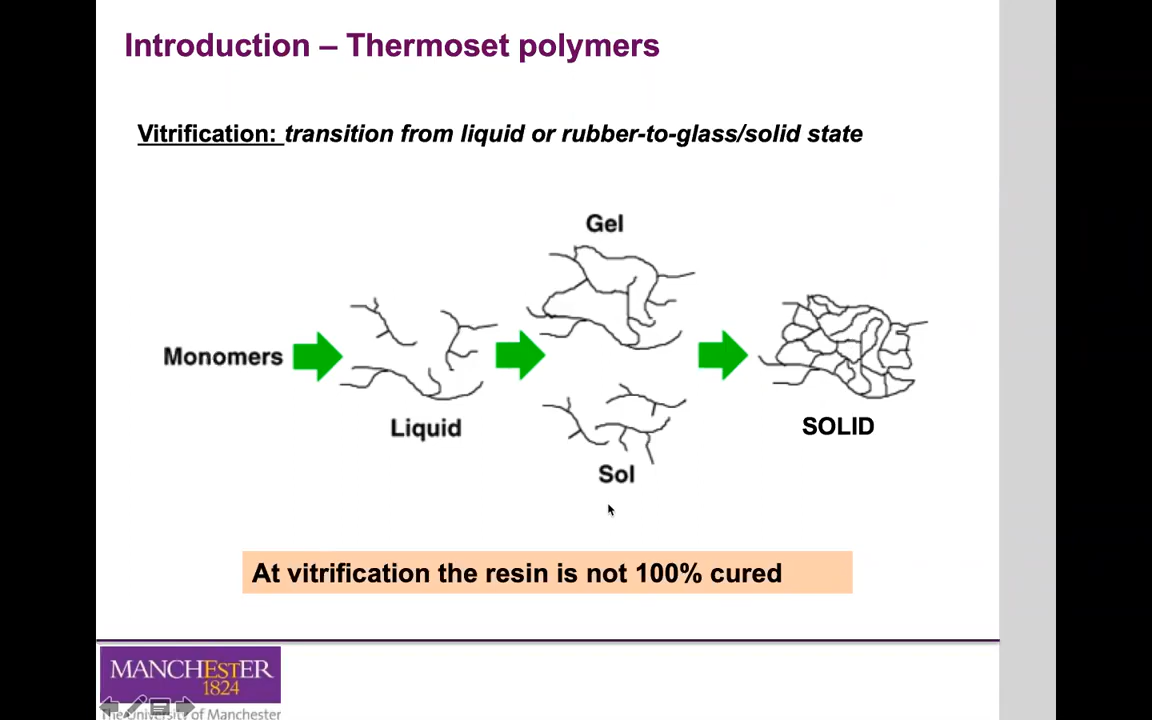 Introduction – Thermoset polymers
Vitrification: transition from liquid or rubber-to-glass/solid state
Gel
Monomers
Liquid
SOLID
Sol
At vitrification the resin is not 100% cured
MANCHESTER
1824
The University of Manchester